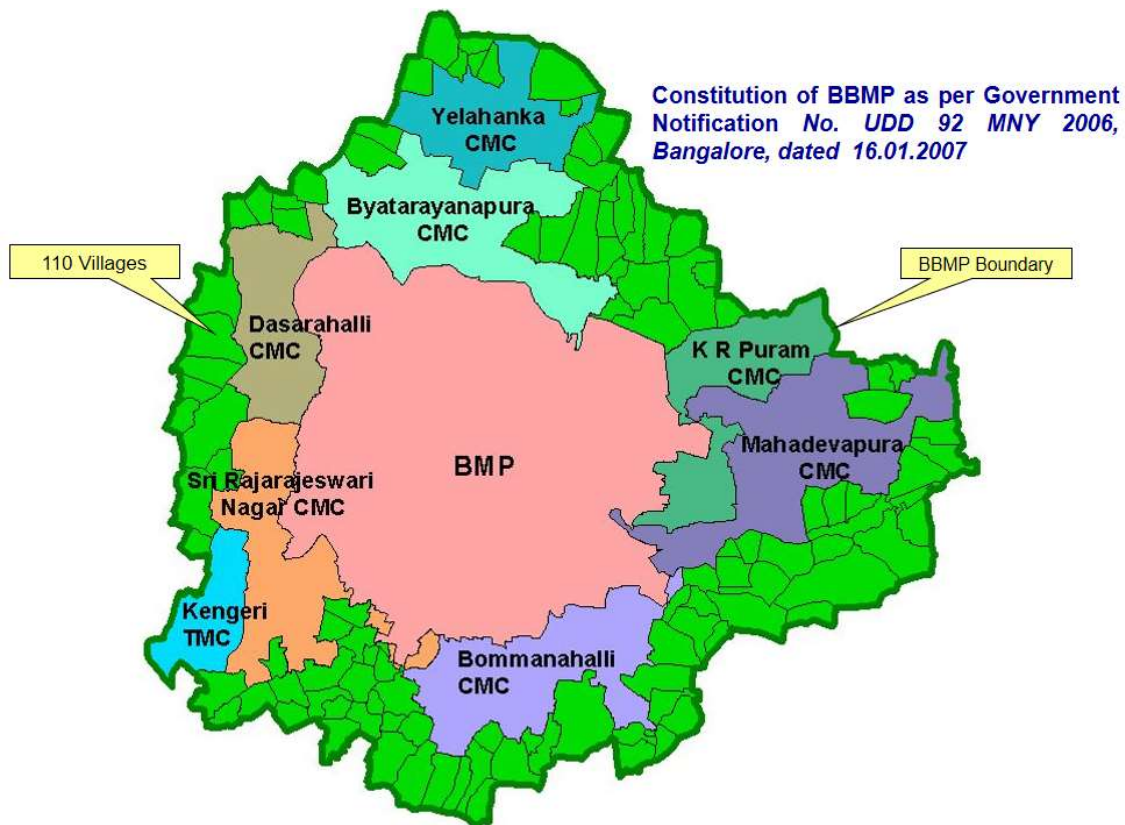 Constitution of BBMP as per Government
Notification No. UDD 92 MNY 2006,
Bangalore, dated 16.01.2007
Yelahanka
CMC
Byatarayanapura
CMC
110 Villages
BBMP Boundary
Dasarahalli
CMC
K R Puram
CMC
Mahadevapura
CMC
BMP
Sri Rajarajeswari
Nagar CMC
Kengeri
TMC
Bommanahalli
CMC